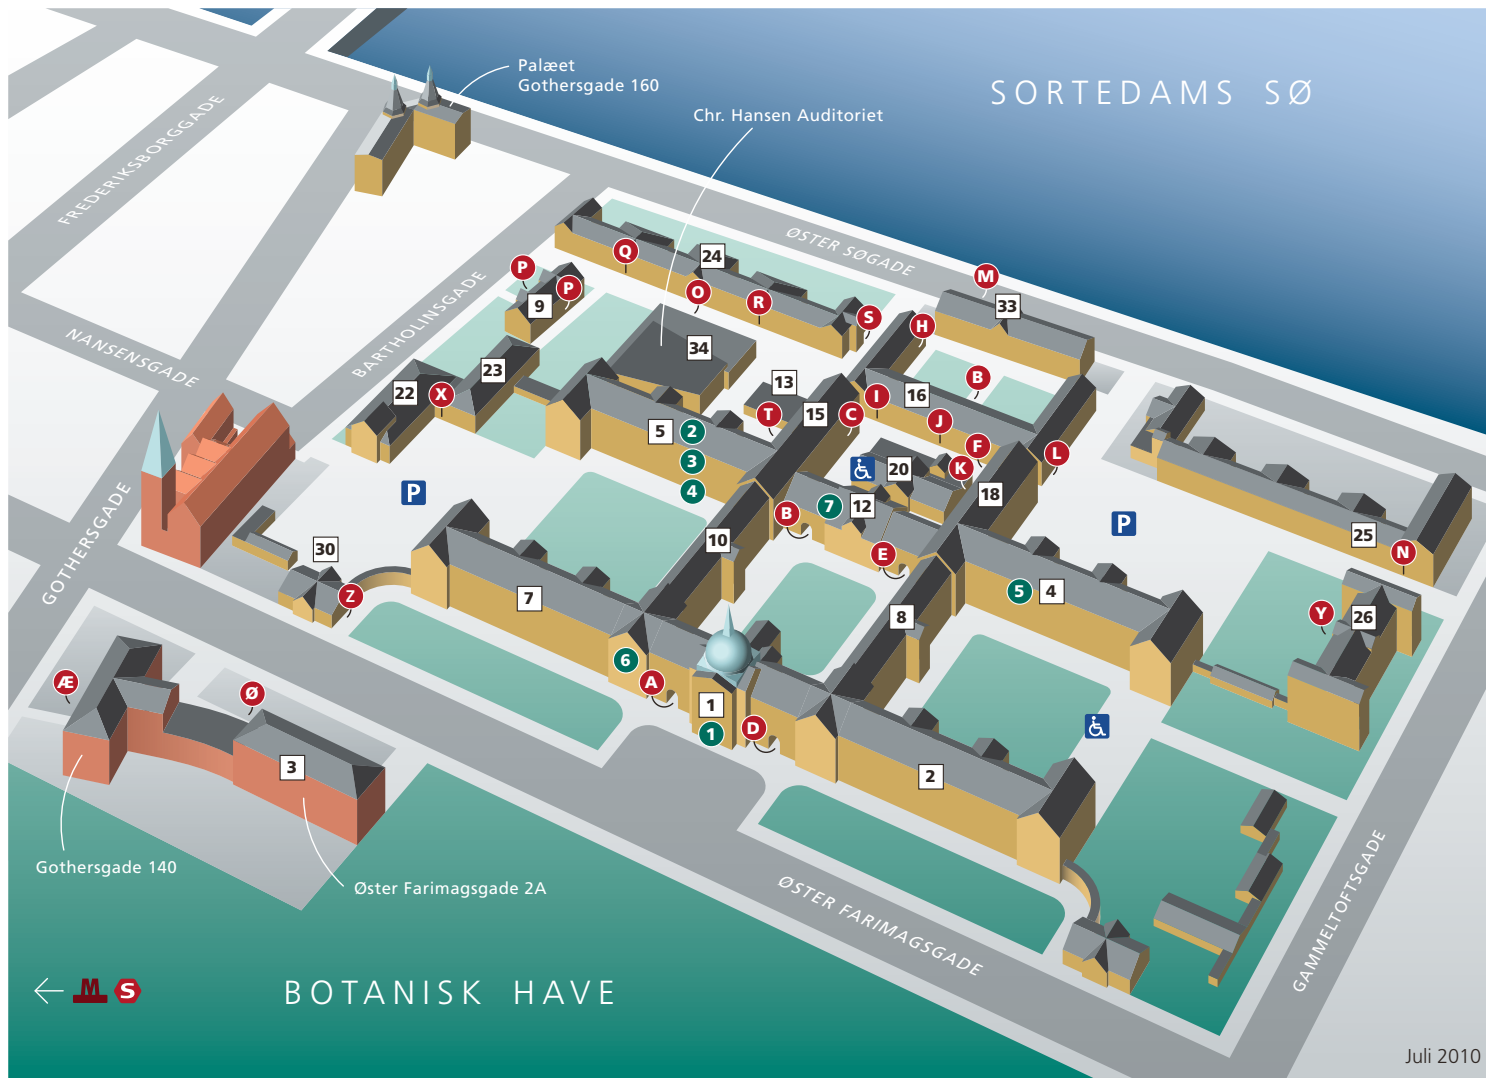 Palæet
Gothersgade 160
SORTEDAMS SØ
Chr. Hansen Auditoriet
FREDERIKSBORGGADE
ØSTER SØGADE
BARTHOLINSGADE
NANSENSGADE
GOTHERSGADE
Q
24
P
P
9
O
R
S
M
33
H
34
23
22
X
13
T
15
C
I
16
B
J
F
K
L
5
2
3
4
20
18
P
7
12
B
E
10
P
25
N
30
Z
7
8
5
4
Y
26
6
A
1
1
D
Æ
Ø
3
2
Gothersgade 140
Øster Farimagsgade 2A
ØSTER FARIMAGSGADE
GAMMELTOFTSGADE
M S
BOTANISK HAVE
Juli 2010